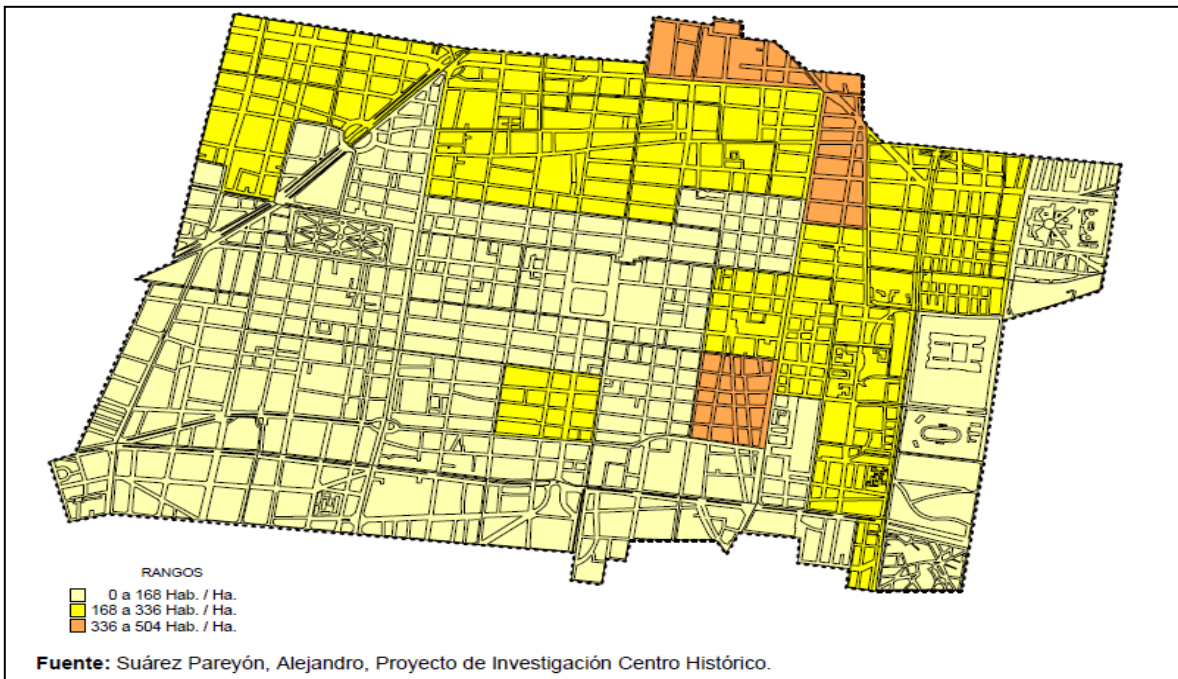 RANGOS
0 a 168 Hab. / Ha.
168 a 336 Hab. / Ha.
336 a 504 Hab. / Ha.
Fuente: Suárez Pareyón, Alejandro, Proyecto de Investigación Centro Histórico.